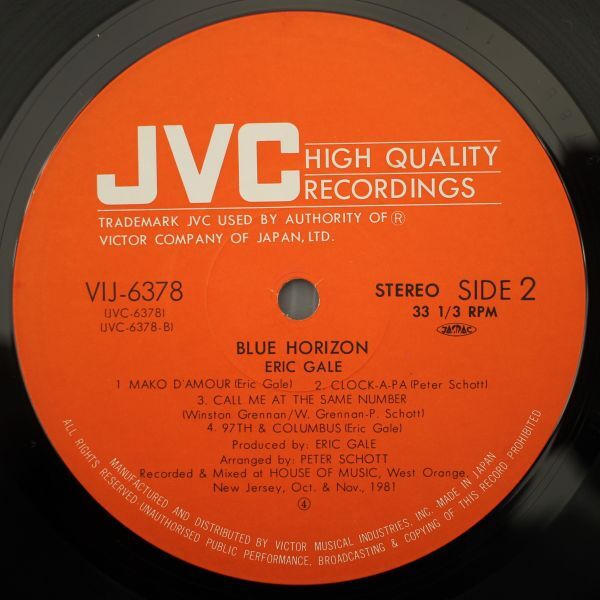 JVC HIGH QUALITY
RECORDINGS
TRADEMARK JVC USED BY AUTHORITY OF Ⓡ
VICTOR COMPANY OF JAPAN, LTD.
VIJ-6378
(JVC-6378)
(JVC-6378-B)
STEREO SIDE 2
33 1/3 RPM
JASRAC
BLUE HORIZON
ERIC GALE
1 MAKO D'AMOUR (Eric Gale) 2. CLOCK-A-PA (Peter Schott)
3. CALL ME AT THE SAME NUMBER
(Winston Grennan/W. Grennan-P. Schott)
4. 97TH & COLUMBUS (Eric Gale)
Produced by: ERIC GALE
Arranged by: PETER SCHOTT
Recorded & Mixed at HOUSE OF MUSIC, West Orange,
New Jersey, Oct. & Nov., 1981
④
MANUFACTURED AND DISTRIBUTED BY VICTOR MUSICAL INDUSTRIES, INC. MADE IN JAPAN
ALL RIGHTS RESERVED UNAUTHORISED PUBLIC PERFORMANCE, BROADCASTING & COPYING OF THIS RECORD PROHIBITED